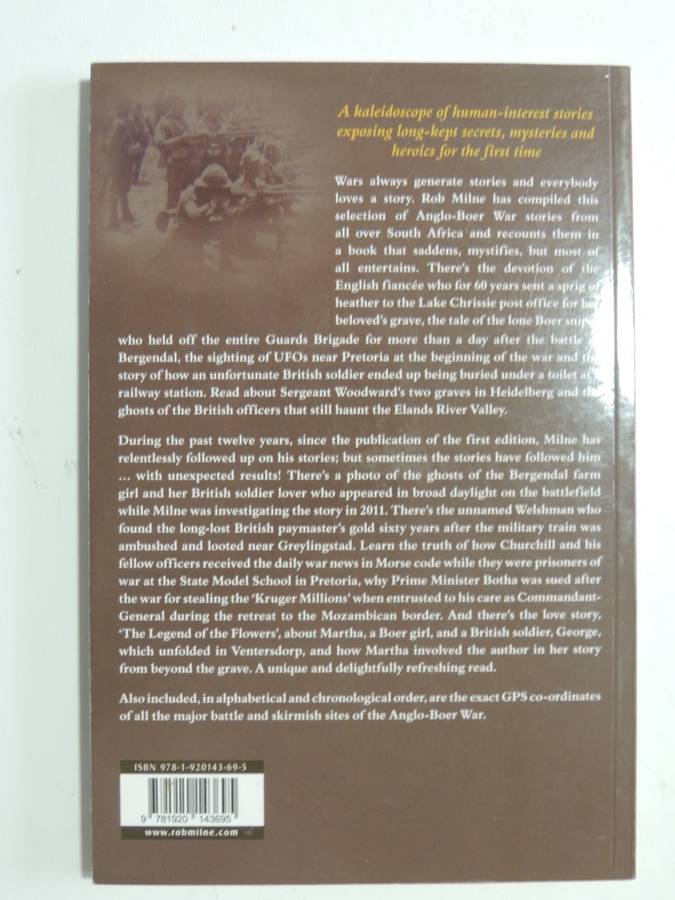 A kaleidoscope of human-interest stories
exposing long-kept secrets, mysteries and
heroics for the first time
Wars always generate stories and everybody
loves a story. Rob Milne has compiled this
selection of Anglo-Boer War stories from
all over South Africa and recounts them in
a book that saddens, mystifies, but most of
all entertains. There's the devotion of the
English fiancée who for 60 years sent a sprig of
heather to the Lake Chrissie post office for her
beloved's grave, the tale of the lone Boer sniper
who held off the entire Guards Brigade for more than a day after the battle
Bergendal, the sighting of UFOs near Pretoria at the beginning of the war and the
story of how an unfortunate British soldier ended up being buried under a toilet at a
railway station. Read about Sergeant Woodward's two graves in Heidelberg and the
ghosts of the British officers that still haunt the Elands River Valley.
During the past twelve years, since the publication of the first edition, Milne has
relentlessly followed up on his stories; but sometimes the stories have followed him
... with unexpected results! There's a photo of the ghosts of the Bergendal farm
girl and her British soldier lover who appeared in broad daylight on the battlefield
while Milne was investigating the story in 2011. There's the unnamed Welshman who
found the long-lost British paymaster's gold sixty years after the military train was
ambushed and looted near Greylingstad. Learn the truth of how Churchill and his
fellow officers received the daily war news in Morse code while they were prisoners of
war at the State Model School in Pretoria, why Prime Minister Botha was sued after
the war for stealing the 'Kruger Millions' when entrusted to his care as Commandant-
General during the retreat to the Mozambican border. And there's the love story,
'The Legend of the Flowers', about Martha, a Boer girl, and a British soldier, George,
which unfolded in Ventersdorp, and how Martha involved the author in her story
from beyond the grave. A unique and delightfully refreshing read.
Also included, in alphabetical and chronological order, are the exact GPS co-ordinates
of all the major battle and skirmish sites of the Anglo-Boer War.
ISBN 978-1-920143-69-5
9 781920 143695
www.robmilne.com